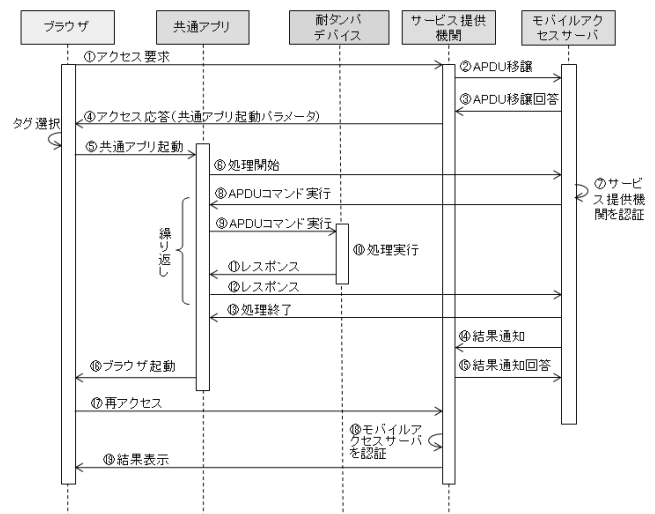 ブラウザ
共通アプリ
耐タンパ
デバイス
サービス提供
機関
モバイルアク
セスサーバ
①アクセス要求
②APDU移譲
③APDU移譲回答
④アクセス応答(共通アプリ起動パラメータ)
タグ選択
⑤共通アプリ起動
⑥処理開始
⑦サービ
ス提供機
関を認証
⑧APDUコマンド実行
⑨APDUコマンド実行
繰り返し
⑩処理実行
⑪レスポンス
⑫レスポンス
⑬処理終了
⑭結果通知
⑮結果通知回答
⑯ブラウザ起動
⑰再アクセス
⑱モバイルア
クセスサーバ
を認証
⑲結果表示